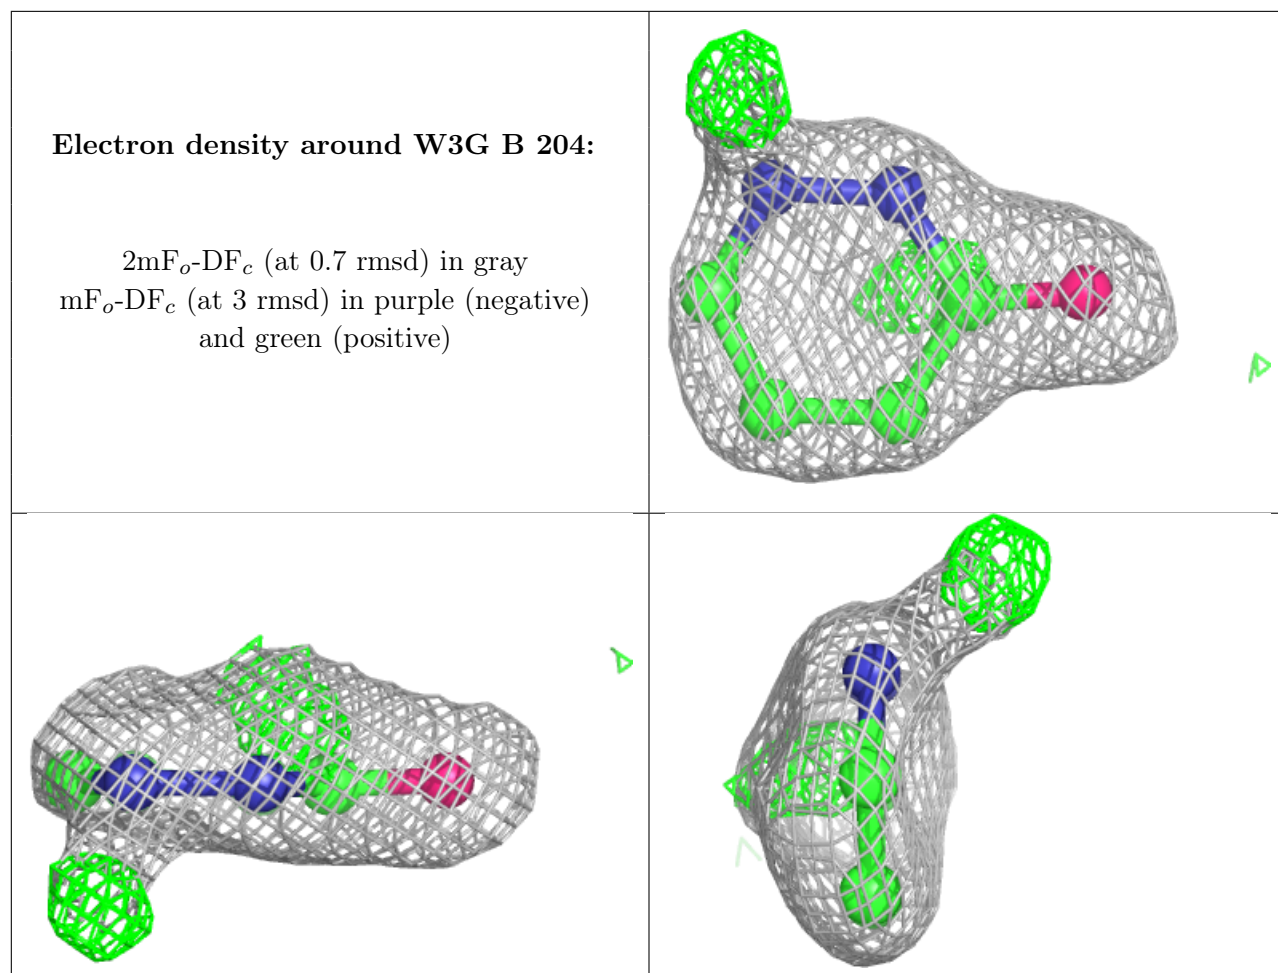 Electron density around W3G B 204:
2mFₒ-DF𝒸 (at 0.7 rmsd) in gray
mFₒ-DF𝒸 (at 3 rmsd) in purple (negative)
and green (positive)